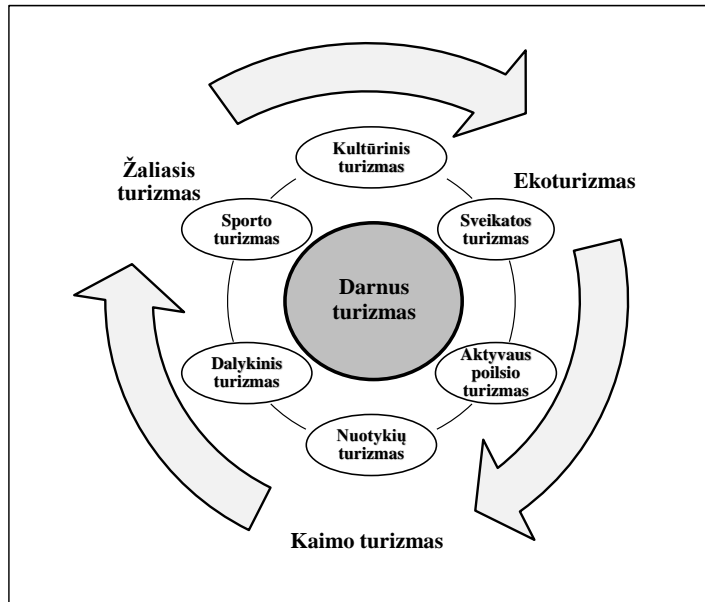 Kultūrinis
turizmas
Žaliasis
turizmas
Ekoturizmas
Sporto
turizmas
Sveikatos
turizmas
Darnus
turizmas
Dalykinis
turizmas
Aktyvaus
poilsio
turizmas
Nuotykių
turizmas
Kaimo turizmas